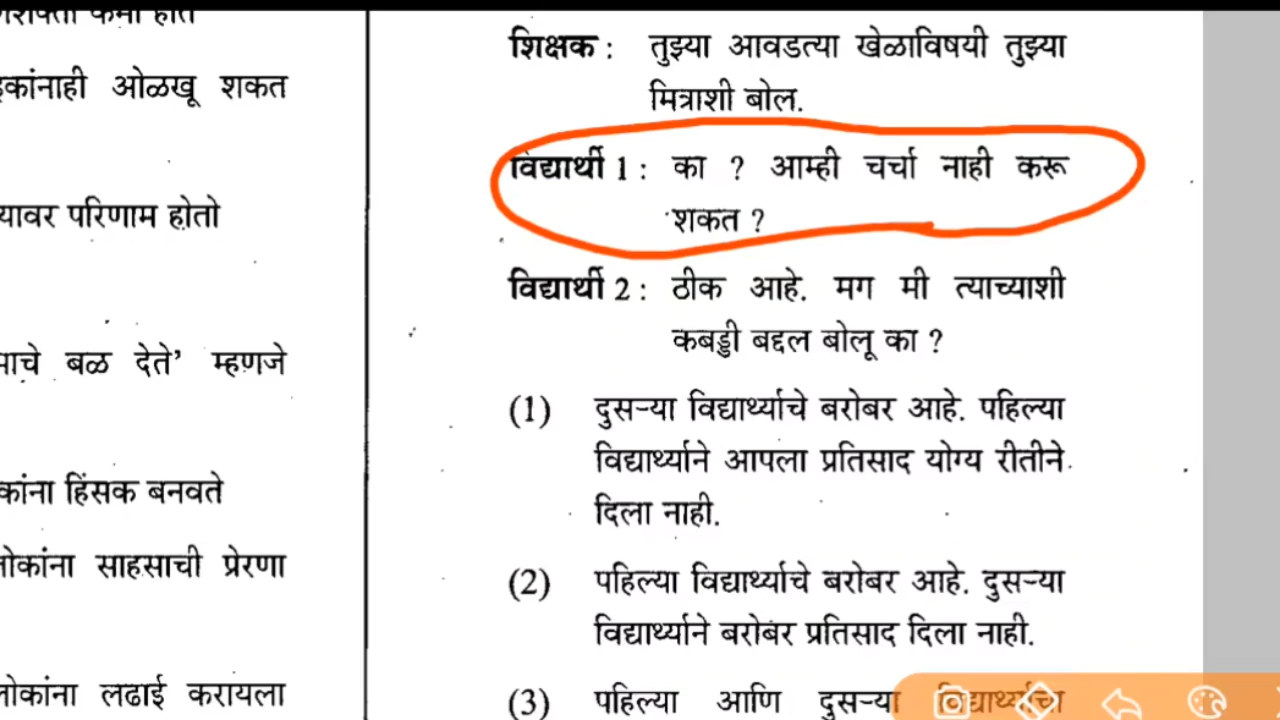 कांनाही ओळखू शकत
यावर परिणाम होतो
चे बळ देते’ म्हणजे
कांना हिंसक बनवते
कांना साहसाची प्रेरणा
कांना लढाई करायला
शिक्षक : तुझ्या आवडत्या खेळाविषयी तुझ्या
मित्राशी बोल.
विद्यार्थी 1 : का ? आम्ही चर्चा नाही करू
शकत ?
विद्यार्थी 2 : ठीक आहे. मग मी त्याच्याशी
कबड्डी बद्दल बोलू का ?
(1) दुसऱ्या विद्यार्थ्याचे बरोबर आहे. पहिल्या
विद्यार्थ्याने आपला प्रतिसाद योग्य रीतीने
दिला नाही.
(2) पहिल्या विद्यार्थ्याचे बरोबर आहे. दुसऱ्या
विद्यार्थ्याने बरोबर प्रतिसाद दिला नाही.
(3) पहिल्या आणि दुसऱ्या विद्यार्थ्याचा